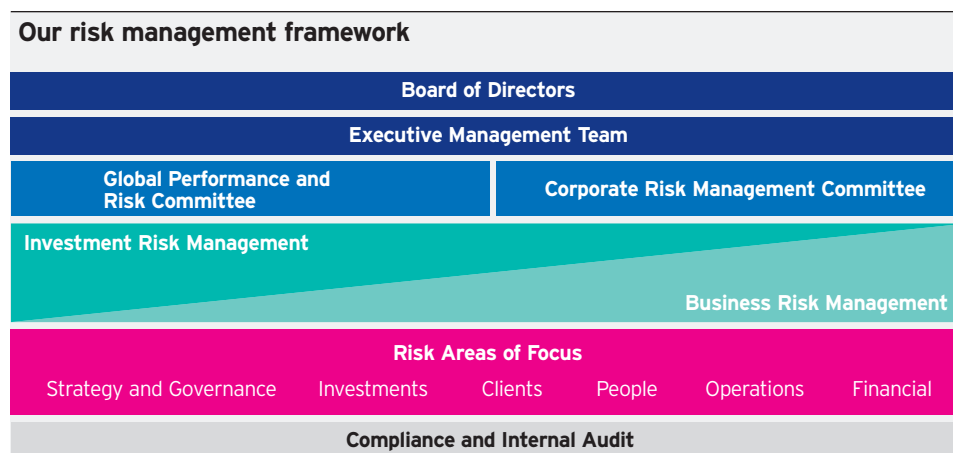 Our risk management framework
Board of Directors
Executive Management Team
Global Performance and
Risk Committee
Corporate Risk Management Committee
Investment Risk Management
Business Risk Management
Risk Areas of Focus
Strategy and Governance Investments Clients People Operations Financial
Compliance and Internal Audit